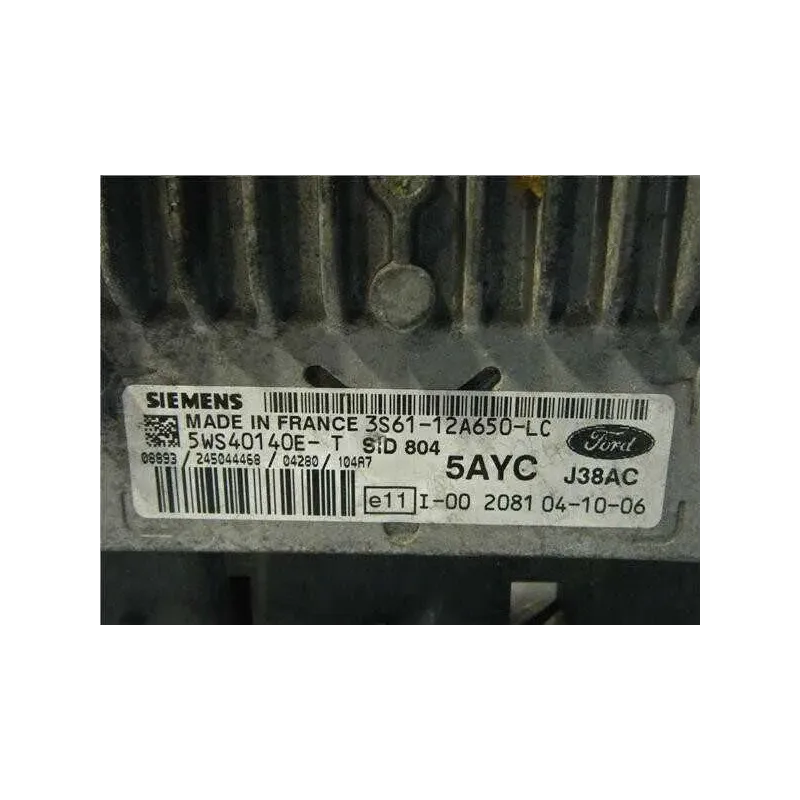 SIEMENS
MADE IN FRANCE 3S61-12A650-LC
5WS40140E- T SID 804
08893 / 245044468 / 04280 / 104A7
Ford
5AYC J38AC
e11 I-00 2081 04-10-06